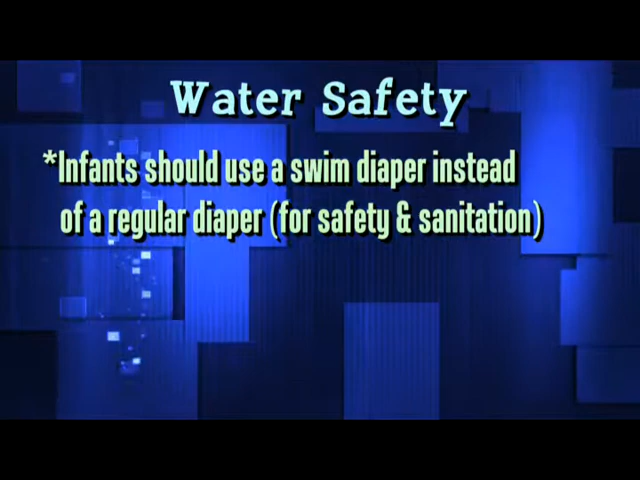 Water Safety
*Infants should use a swim diaper instead
of a regular diaper (for safety & sanitation)